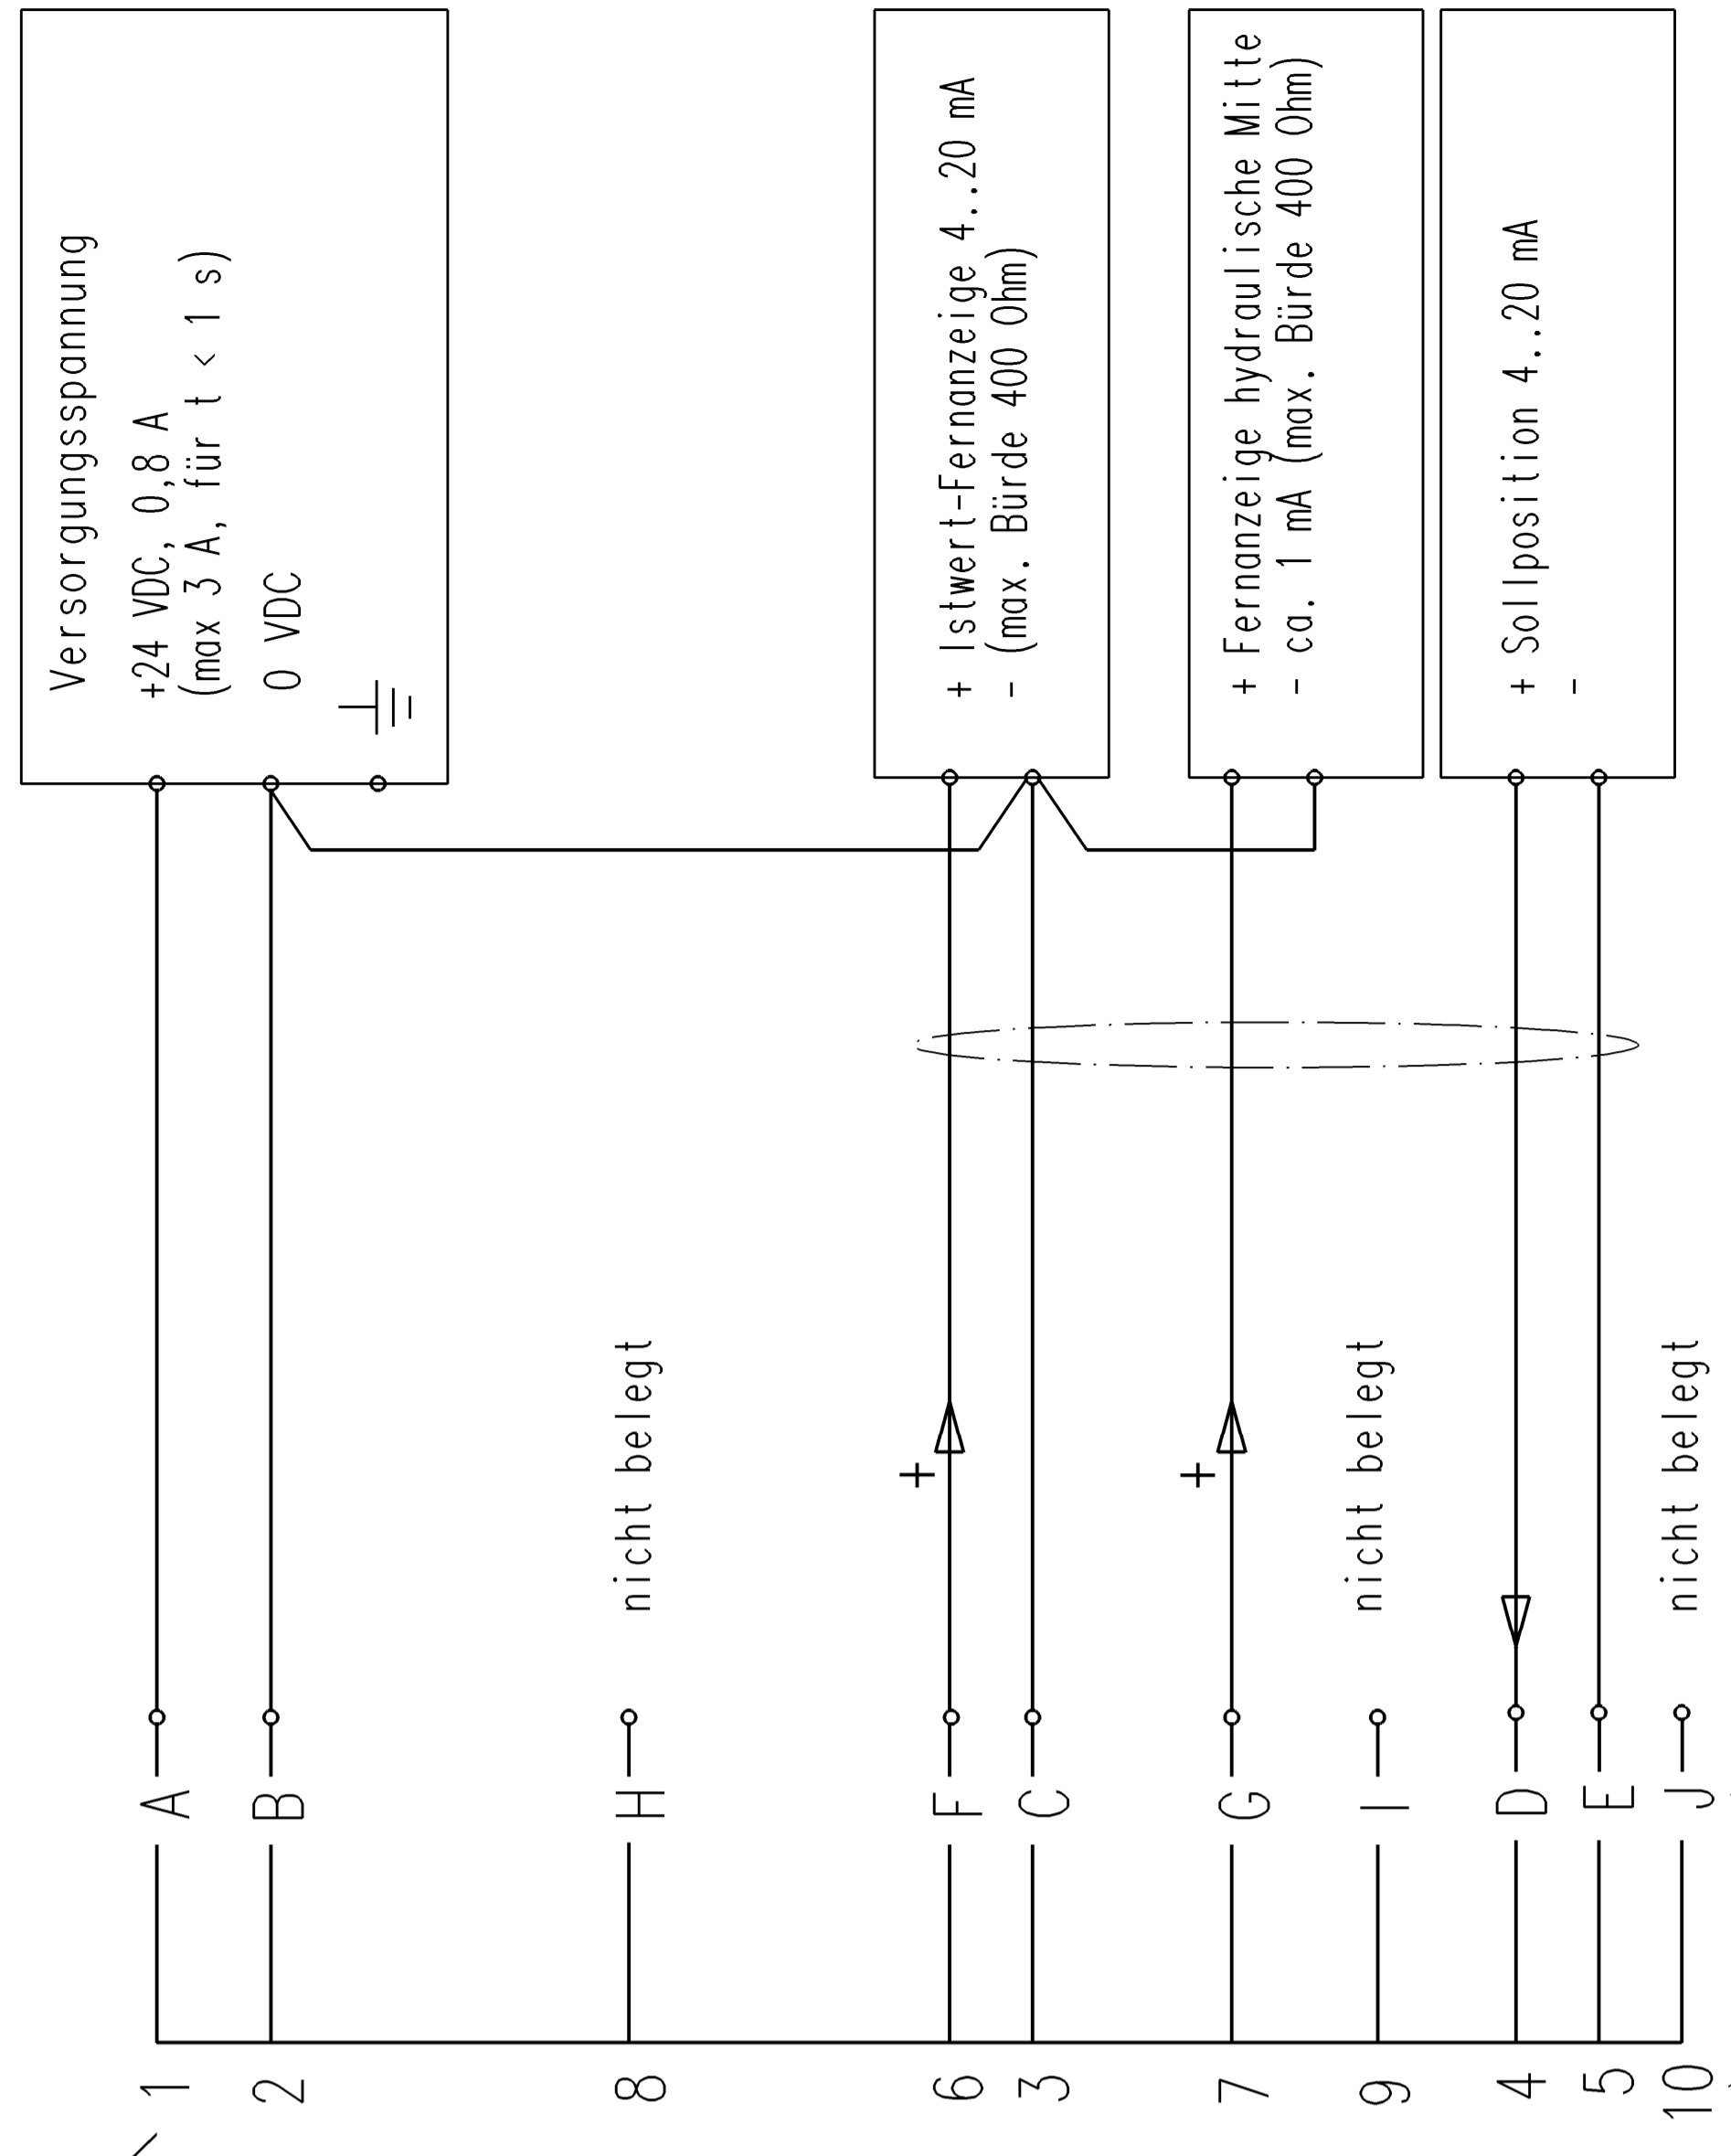 Versorgungsspannung
+24 VDC, 0,8 A
(max 3 A, für t < 1 s)
0 VDC
+ Istwert-Fernanzeige 4..20 mA
- (max. Bürde 400 Ohm)
+ Fernanzeige hydraulische Mitte
- ca. 1 mA (max. Bürde 400 Ohm)
+ Sollposition 4..20 mA
-
nicht belegt
+
+
nicht belegt
nicht belegt
A
B
H
F
C
G
I
D
E
J
1
2
8
6
3
7
9
4
5
10